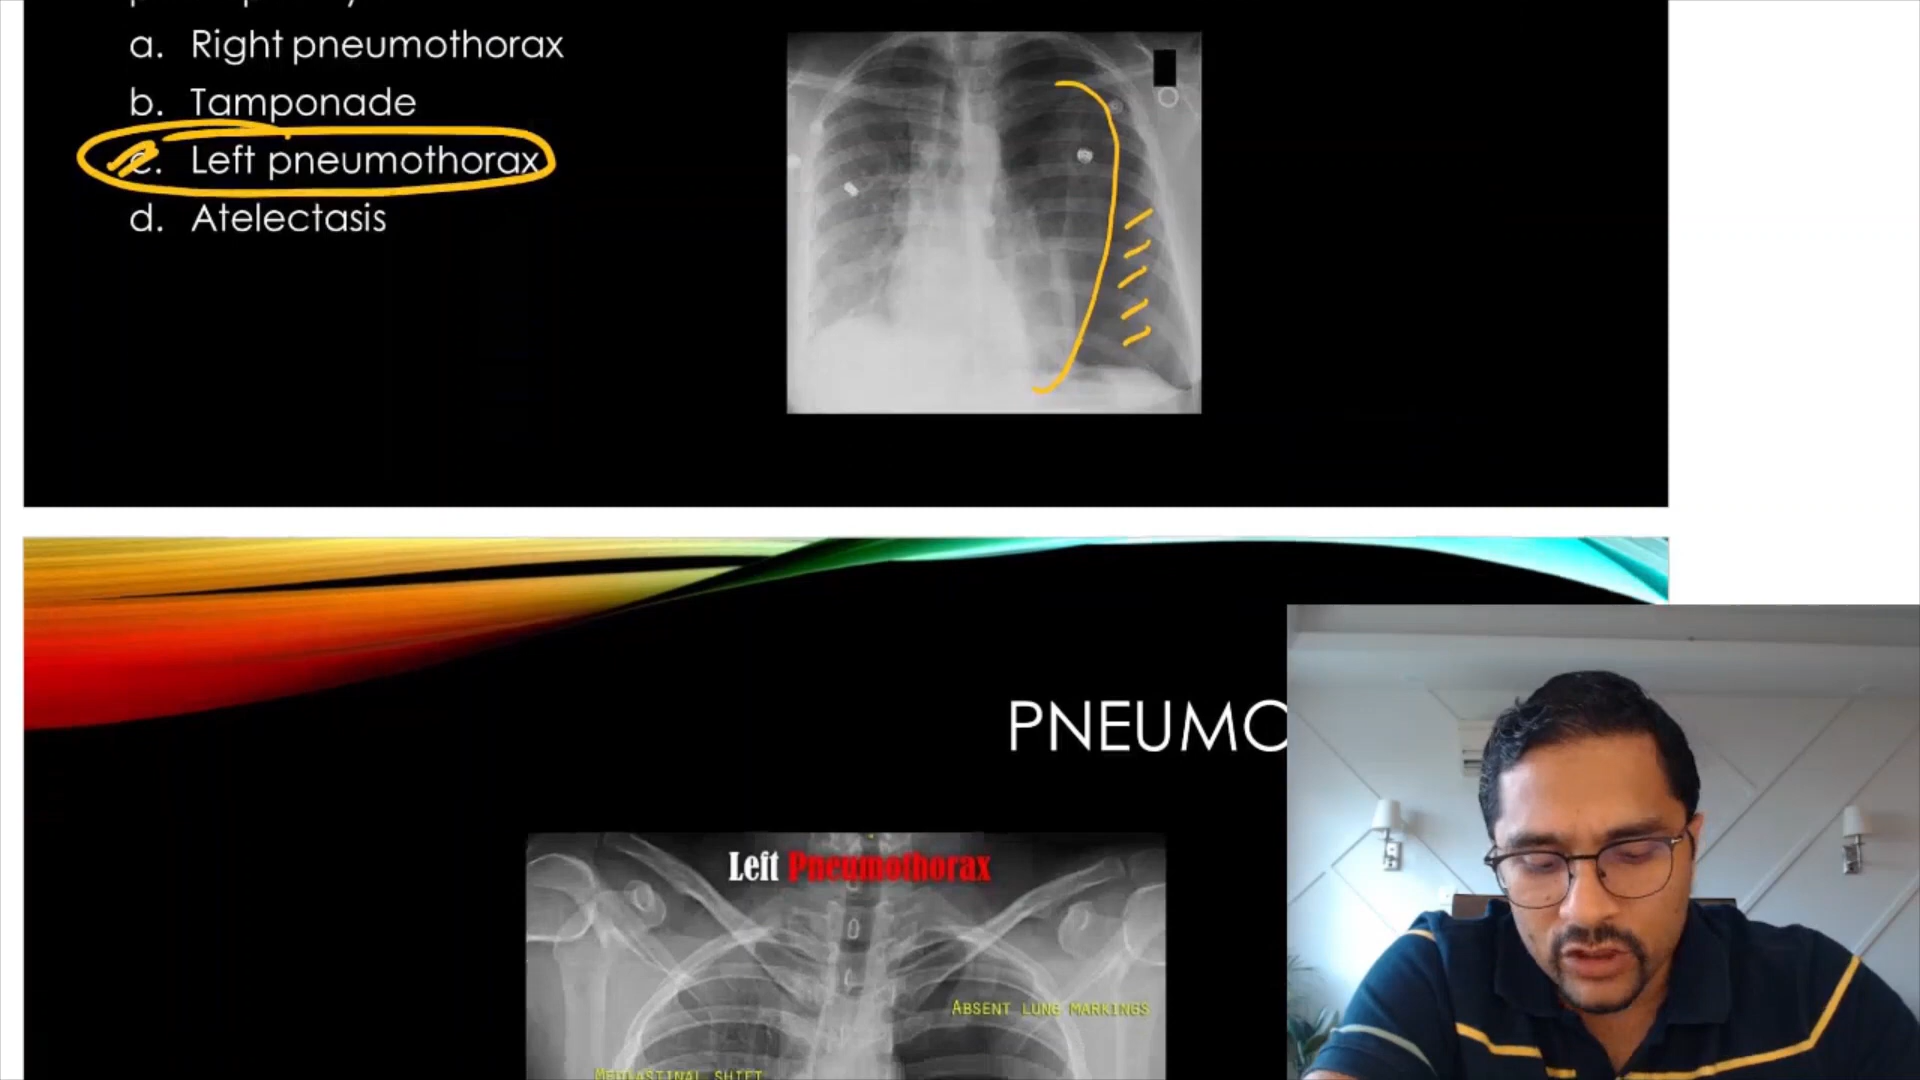 a. Right pneumothorax
b. Tamponade
c. Left pneumothorax
d. Atelectasis
PNEUMO
Left Pneumothorax
ABSENT LUNG MARKINGS
MEDIASTINAL SHIFT